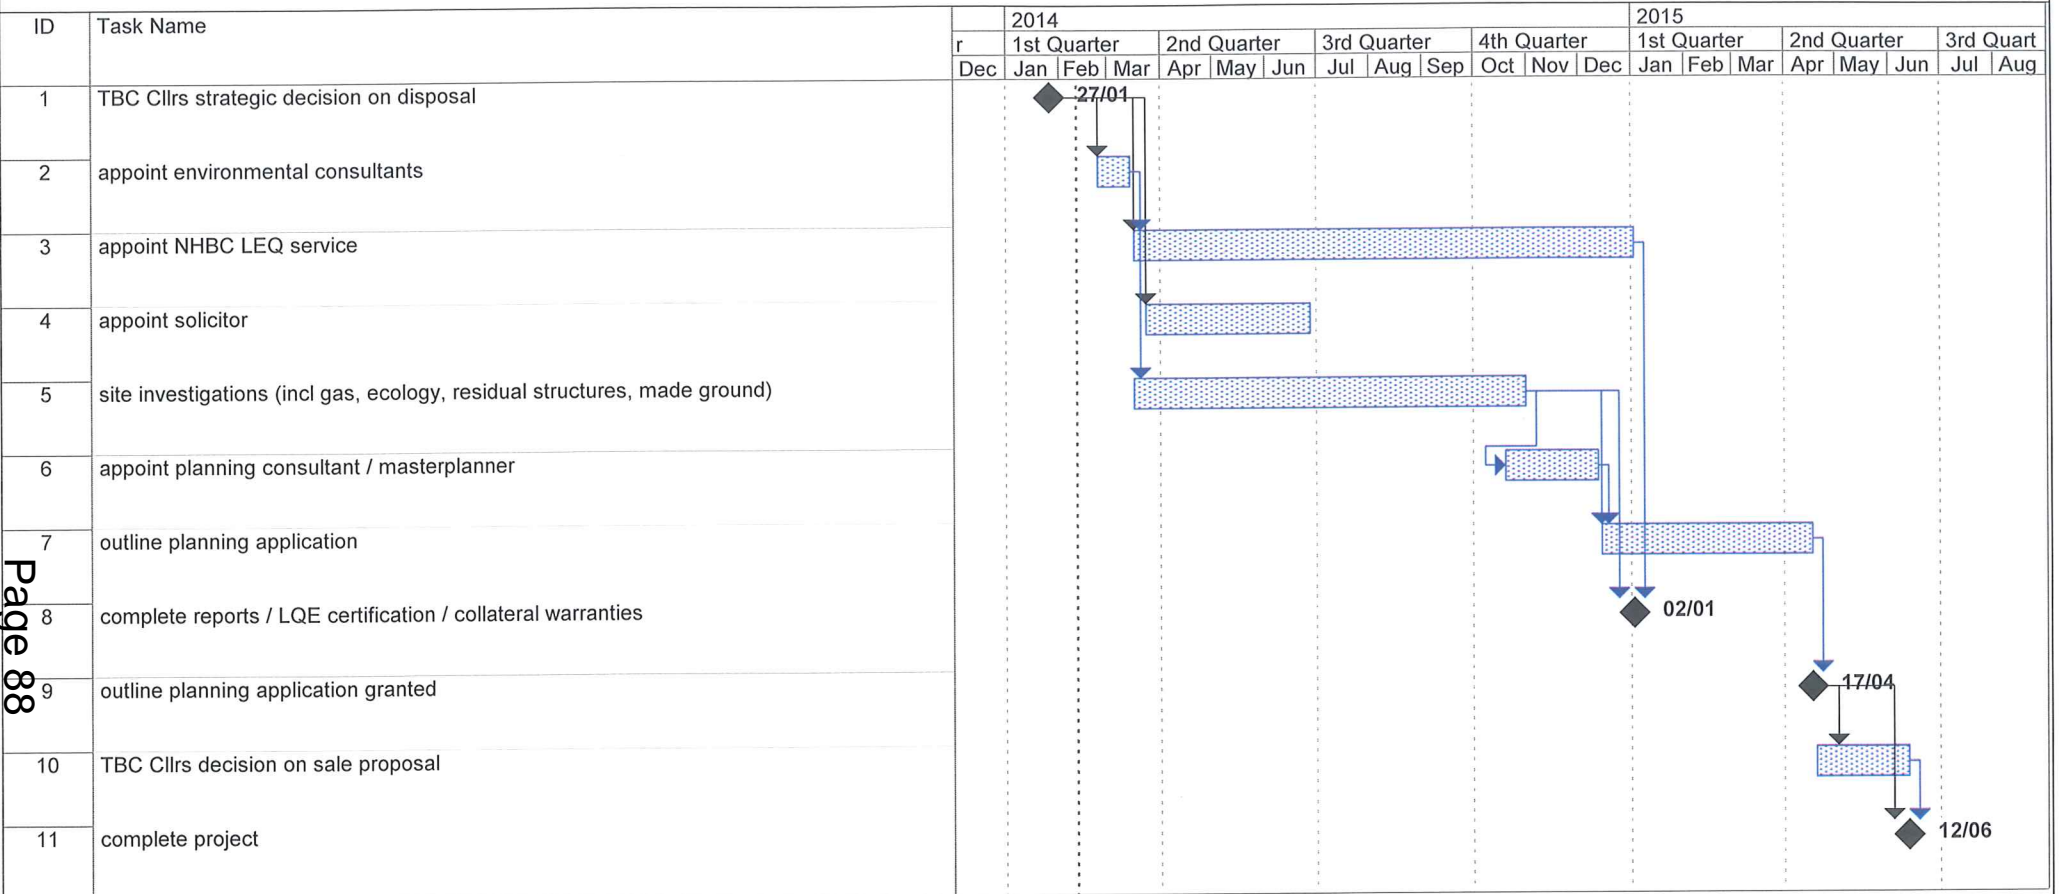 ID Task Name 2014 2015
r 1st Quarter 2nd Quarter 3rd Quarter 4th Quarter 1st Quarter 2nd Quarter 3rd Quart
Dec Jan Feb Mar Apr May Jun Jul Aug Sep Oct Nov Dec Jan Feb Mar Apr May Jun Jul Aug
1 TBC Cllrs strategic decision on disposal 27/01
2 appoint environmental consultants
3 appoint NHBC LEQ service
4 appoint solicitor
5 site investigations (incl gas, ecology, residual structures, made ground)
6 appoint planning consultant / masterplanner
7 outline planning application
8 complete reports / LQE certification / collateral warranties 02/01
9 outline planning application granted 17/04
10 TBC Cllrs decision on sale proposal
11 complete project 12/06
Page 88